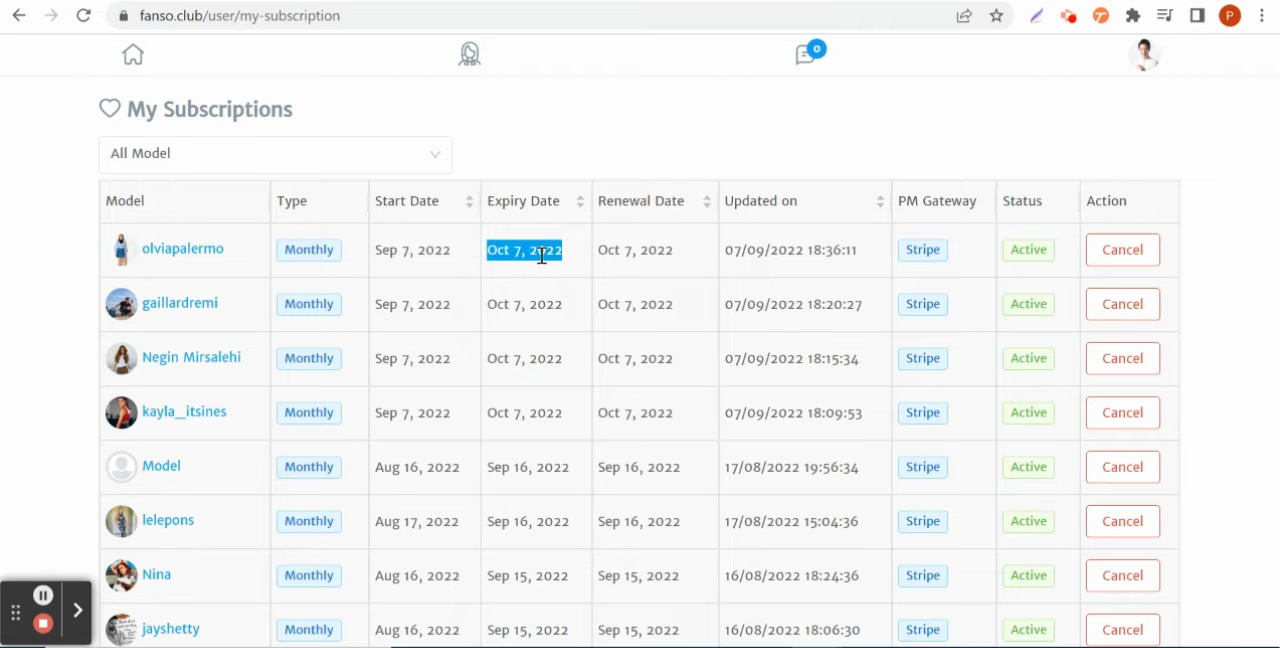 fanso.club/user/my-subscription
P
0
My Subscriptions
All Model
Model Type Start Date Expiry Date Renewal Date Updated on PM Gateway Status Action
olviapalermo Monthly Sep 7, 2022 Oct 7, 2022 Oct 7, 2022 07/09/2022 18:36:11 Stripe Active Cancel
gaillardremi Monthly Sep 7, 2022 Oct 7, 2022 Oct 7, 2022 07/09/2022 18:20:27 Stripe Active Cancel
Negin Mirsalehi Monthly Sep 7, 2022 Oct 7, 2022 Oct 7, 2022 07/09/2022 18:15:34 Stripe Active Cancel
kayla_itsines Monthly Sep 7, 2022 Oct 7, 2022 Oct 7, 2022 07/09/2022 18:09:53 Stripe Active Cancel
Model Monthly Aug 16, 2022 Sep 16, 2022 Sep 16, 2022 17/08/2022 19:56:34 Stripe Active Cancel
lelepons Monthly Aug 17, 2022 Sep 16, 2022 Sep 16, 2022 17/08/2022 15:04:36 Stripe Active Cancel
Nina Monthly Aug 16, 2022 Sep 15, 2022 Sep 15, 2022 16/08/2022 18:24:36 Stripe Active Cancel
jayshetty Monthly Aug 16, 2022 Sep 15, 2022 Sep 15, 2022 16/08/2022 18:06:30 Stripe Active Cancel